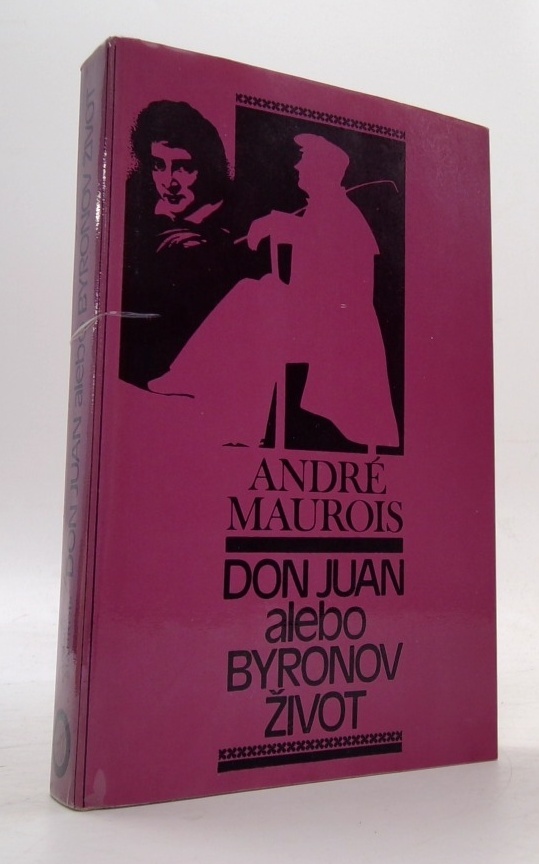 ANDRÉ
MAUROIS
DON JUAN
alebo
BYRONOV
ŽIVOT
DON JUAN alebo BYRONOV ŽIVOT